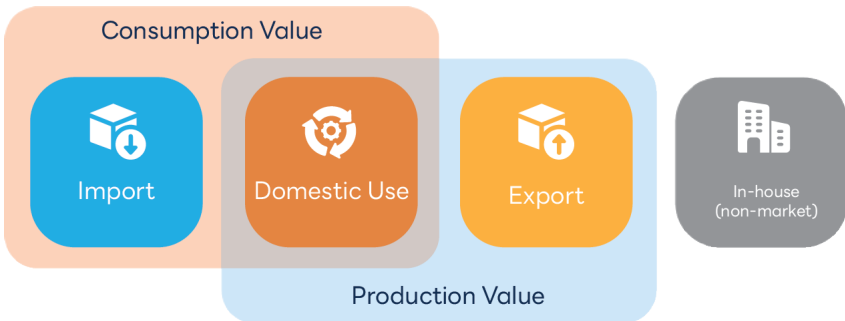 Consumption Value
Import
Domestic Use
Export
In-house
(non-market)
Production Value